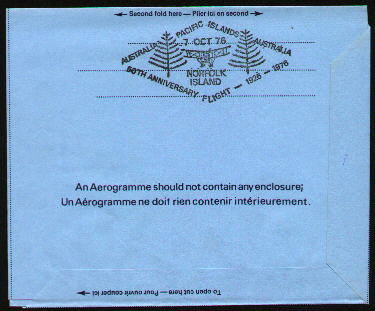 Second fold here — Plier ici en second
AUSTRALIA PACIFIC ISLANDS AUSTRALIA
7 OCT 76
NORFOLK
ISLAND
50TH ANNIVERSARY FLIGHT — 1926 — 1976
An Aerogramme should not contain any enclosure;
Un Aérogramme ne doit rien contenir intérieurement.
To open cut here — Pour ouvrir couper ici